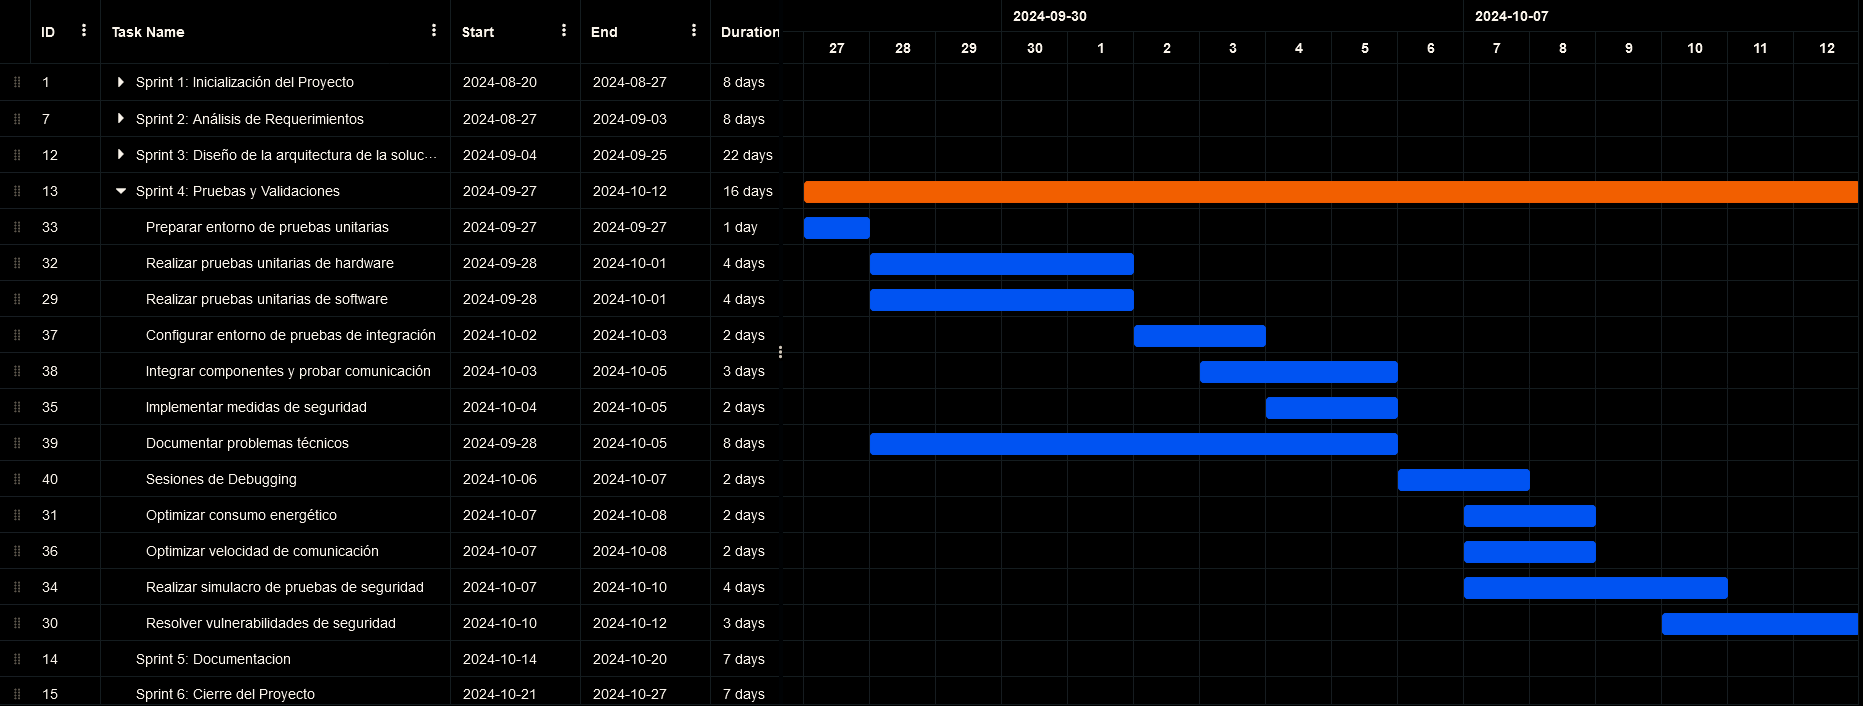 2024-09-30 2024-10-07
ID Task Name Start End Duration
27 28 29 30 1 2 3 4 5 6 7 8 9 10 11 12
1 Sprint 1: Inicialización del Proyecto 2024-08-20 2024-08-27 8 days
7 Sprint 2: Análisis de Requerimientos 2024-08-27 2024-09-03 8 days
12 Sprint 3: Diseño de la arquitectura de la soluc... 2024-09-04 2024-09-25 22 days
13 Sprint 4: Pruebas y Validaciones 2024-09-27 2024-10-12 16 days
33 Preparar entorno de pruebas unitarias 2024-09-27 2024-09-27 1 day
32 Realizar pruebas unitarias de hardware 2024-09-28 2024-10-01 4 days
29 Realizar pruebas unitarias de software 2024-09-28 2024-10-01 4 days
37 Configurar entorno de pruebas de integración 2024-10-02 2024-10-03 2 days
38 Integrar componentes y probar comunicación 2024-10-03 2024-10-05 3 days
35 Implementar medidas de seguridad 2024-10-04 2024-10-05 2 days
39 Documentar problemas técnicos 2024-09-28 2024-10-05 8 days
40 Sesiones de Debugging 2024-10-06 2024-10-07 2 days
31 Optimizar consumo energético 2024-10-07 2024-10-08 2 days
36 Optimizar velocidad de comunicación 2024-10-07 2024-10-08 2 days
34 Realizar simulacro de pruebas de seguridad 2024-10-07 2024-10-10 4 days
30 Resolver vulnerabilidades de seguridad 2024-10-10 2024-10-12 3 days
14 Sprint 5: Documentacion 2024-10-14 2024-10-20 7 days
15 Sprint 6: Cierre del Proyecto 2024-10-21 2024-10-27 7 days